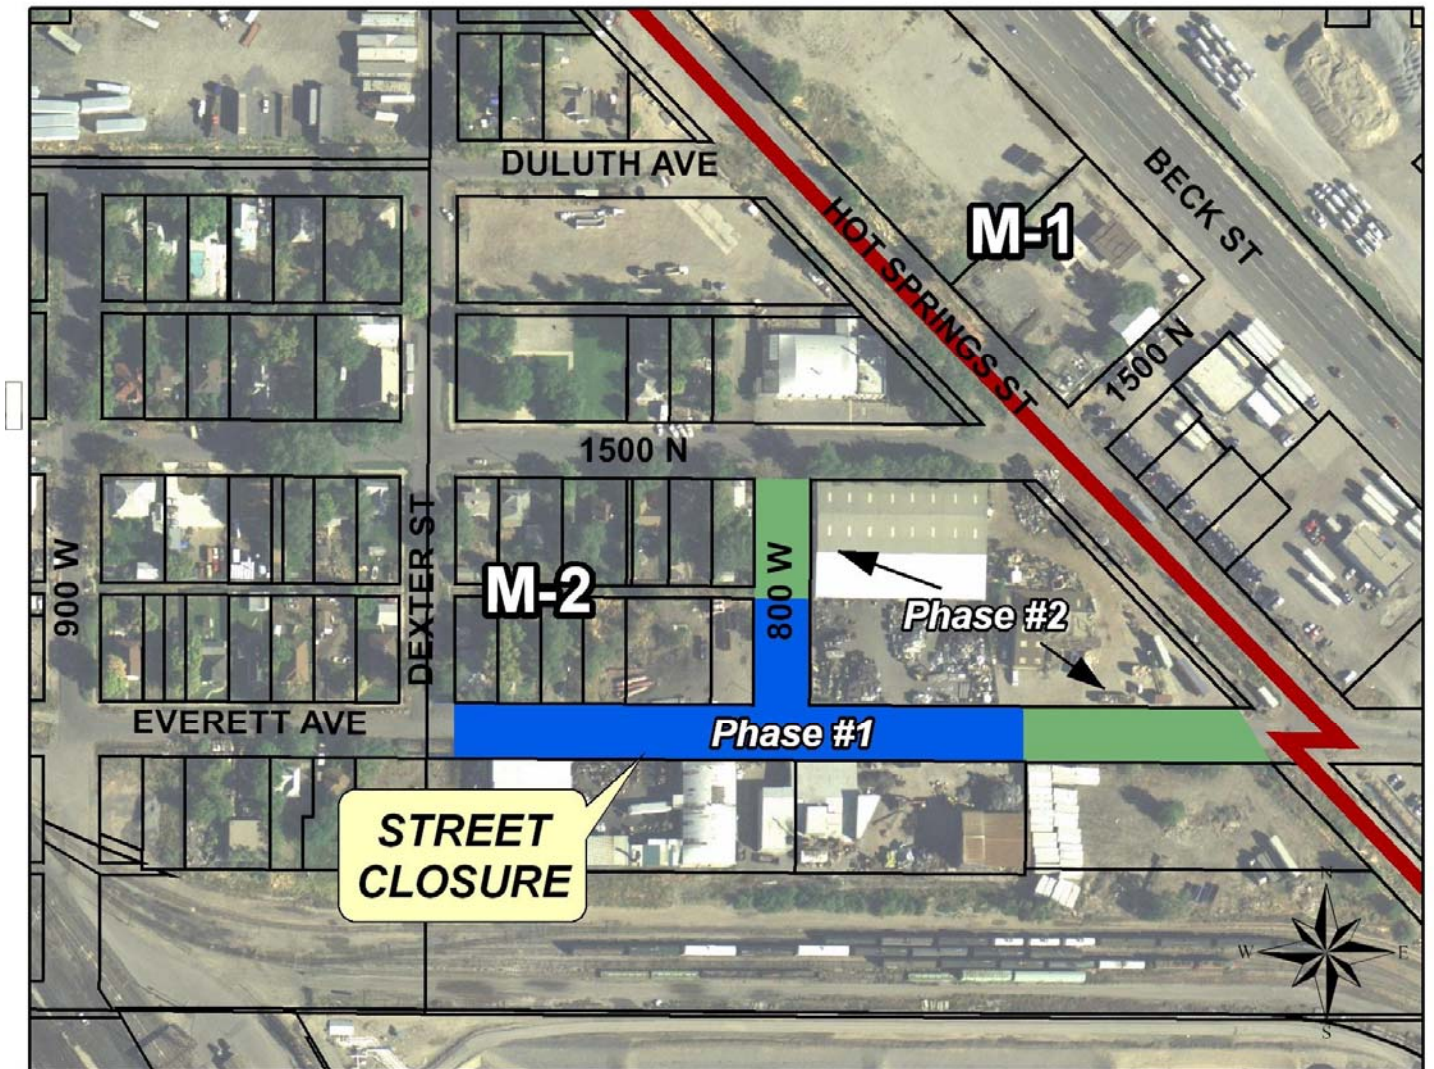 DULUTH AVE
BECK ST
M-1
HOT SPRINGS ST
1500 N
1500 N
900 W
DEXTER ST
M-2
800 W
Phase #2
EVERETT AVE
Phase #1
STREET
CLOSURE
N
W
E
S